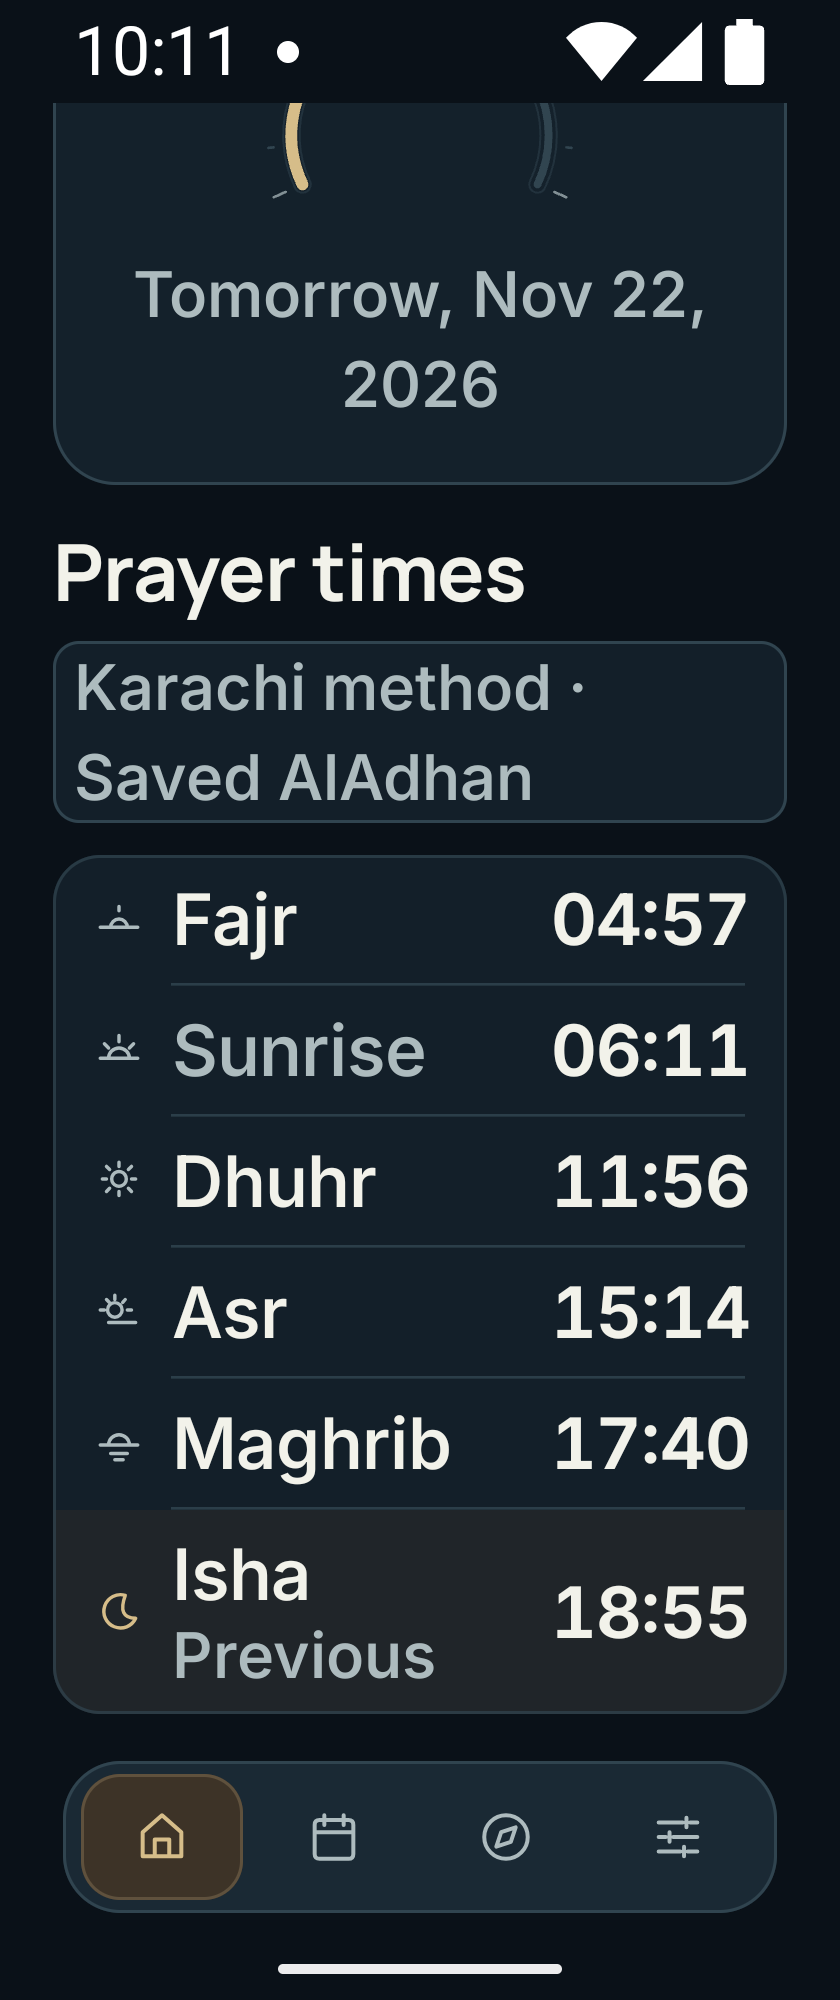 10:11
Tomorrow, Nov 22,
2026
Prayer times
Karachi method ·
Saved AlAdhan
Fajr 04:57
Sunrise 06:11
Dhuhr 11:56
Asr 15:14
Maghrib 17:40
Isha 18:55
Previous